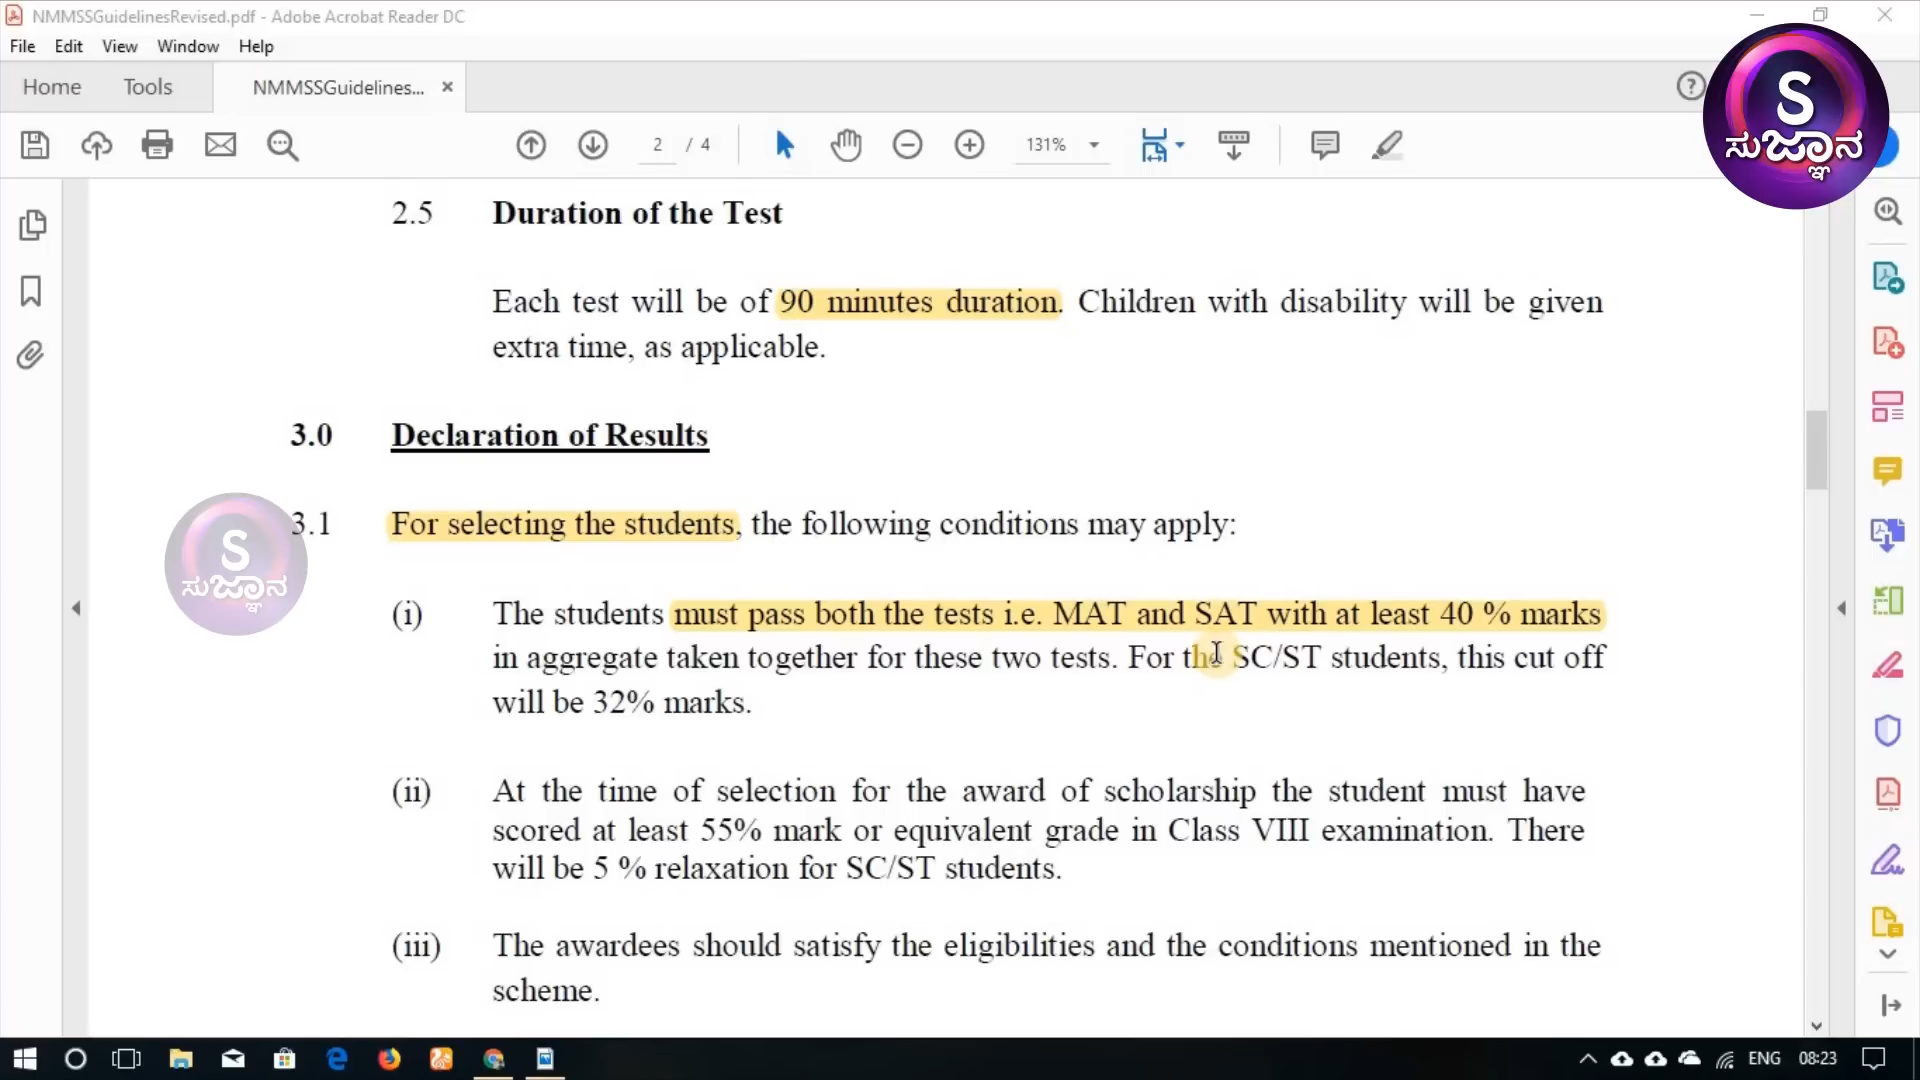 NMMSSGuidelinesRevised.pdf - Adobe Acrobat Reader DC
File Edit View Window Help
Home Tools NMMSSGuidelines... ×
2 / 4 131%
S
ಸುಜ್ಞಾನ
2.5 Duration of the Test
Each test will be of 90 minutes duration. Children with disability will be given
extra time, as applicable.
3.0 Declaration of Results
3.1 For selecting the students, the following conditions may apply:
S
ಸುಜ್ಞಾನ
(i) The students must pass both the tests i.e. MAT and SAT with at least 40 % marks
in aggregate taken together for these two tests. For the SC/ST students, this cut off
will be 32% marks.
(ii) At the time of selection for the award of scholarship the student must have
scored at least 55% mark or equivalent grade in Class VIII examination. There
will be 5 % relaxation for SC/ST students.
(iii) The awardees should satisfy the eligibilities and the conditions mentioned in the
scheme.
ENG 08:23